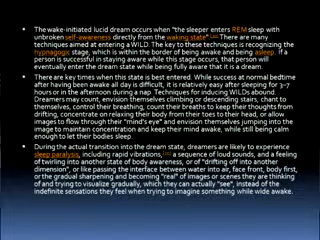 The wake-initiated lucid dream occurs when "the sleeper enters REM sleep with
unbroken self-awareness directly from the waking state". There are many
techniques aimed at entering a WILD. The key to these techniques is recognizing the
hypnagogic stage, which is within the border of being awake and being asleep. If a
person is successful in staying awake while this stage occurs, that person will
eventually enter the dream state while being fully aware that it is a dream.
There are key times when this state is best entered. While success at normal bedtime
after having been awake all day is difficult, it is relatively easy after sleeping for 3–7
hours or in the afternoon during a nap. Techniques for inducing WILDs abound.
Dreamers may count, envision themselves climbing or descending stairs, chant to
themselves, control their breathing, count their breaths to keep their thoughts from
drifting, concentrate on relaxing their body from their toes to their head, or allow
images to flow through their "mind's eye" and envision themselves jumping into the
image to maintain concentration and keep their mind awake, while still being calm
enough to let their bodies sleep.
During the actual transition into the dream state, dreamers are likely to experience
sleep paralysis, including rapid vibrations, a sequence of loud sounds, and a feeling
of twirling into another state of body awareness, or of "drifting off into another
dimension", or like passing the interface between water into air, face front, body first,
or the gradual sharpening and becoming "real" of images or scenes they are thinking
of and trying to visualize gradually, which they can actually "see", instead of the
indefinite sensations they feel when trying to imagine something while wide awake.